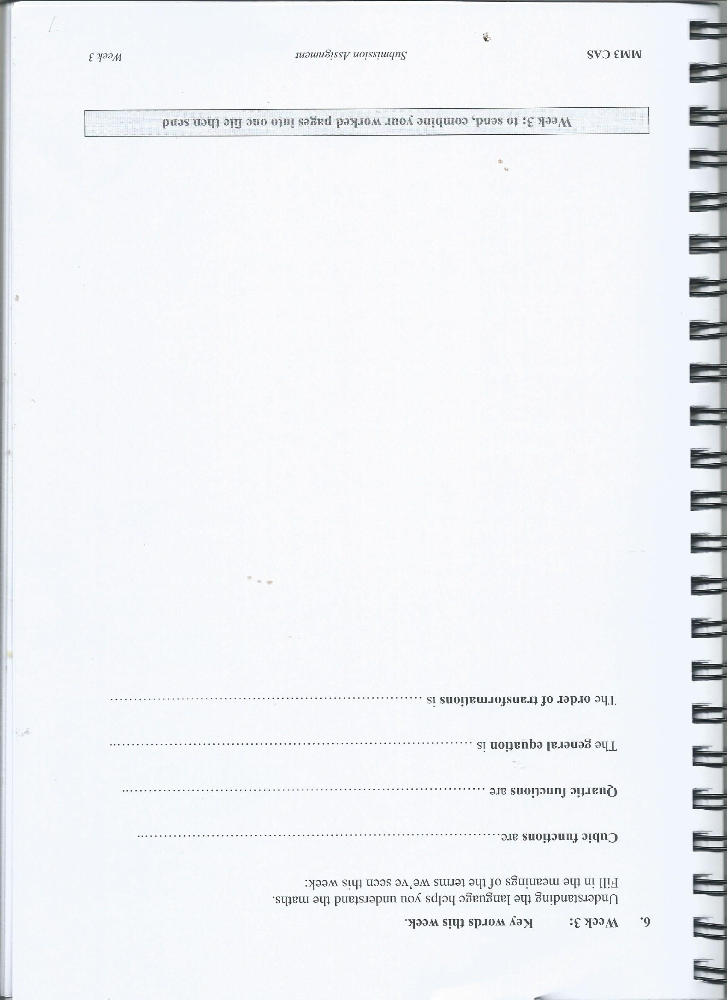 6. Week 3: Key words this week.
Understanding the language helps you understand the maths.
Fill in the meanings of the terms we've seen this week:
Cubic functions are..........................................................................................
Quartic functions are ..........................................................................................
The general equation is ..........................................................................................
The order of transformations is ..............................................................................
Week 3: to send, combine your worked pages into one file then send
MM3 CAS Submission Assignment Week 3